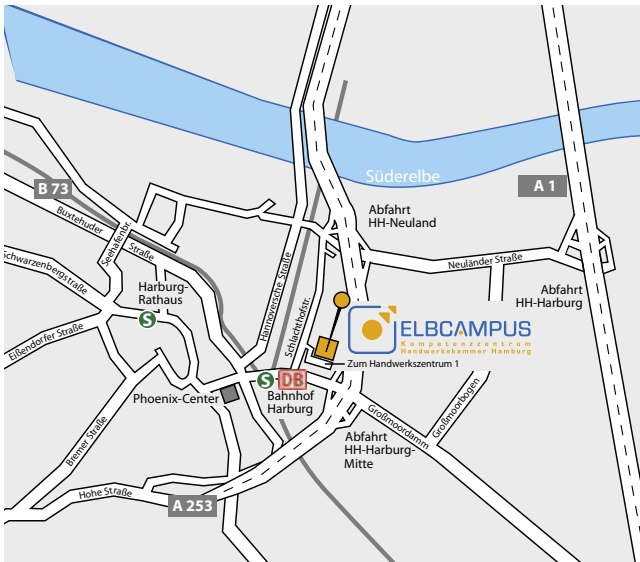 Süderelbe
B 73
A 1
Abfahrt
HH-Neuland
Buxtehuder
Straße
Seehafenbr.
Schwarzenbergstraße
Harburg-
Rathaus
S
Hannoversche Straße
Schlachthofstr.
Neuländer Straße
Abfahrt
HH-Harburg
ELBCAMPUS
Kompetenzzentrum
Handwerkskammer Hamburg
Eißendorfer Straße
Zum Handwerkszentrum 1
S
DB
Bahnhof
Harburg
Phoenix-Center
Großmoordamm
Großmoorbogen
Bremer Straße
Abfahrt
HH-Harburg-
Mitte
Hohe Straße
A 253